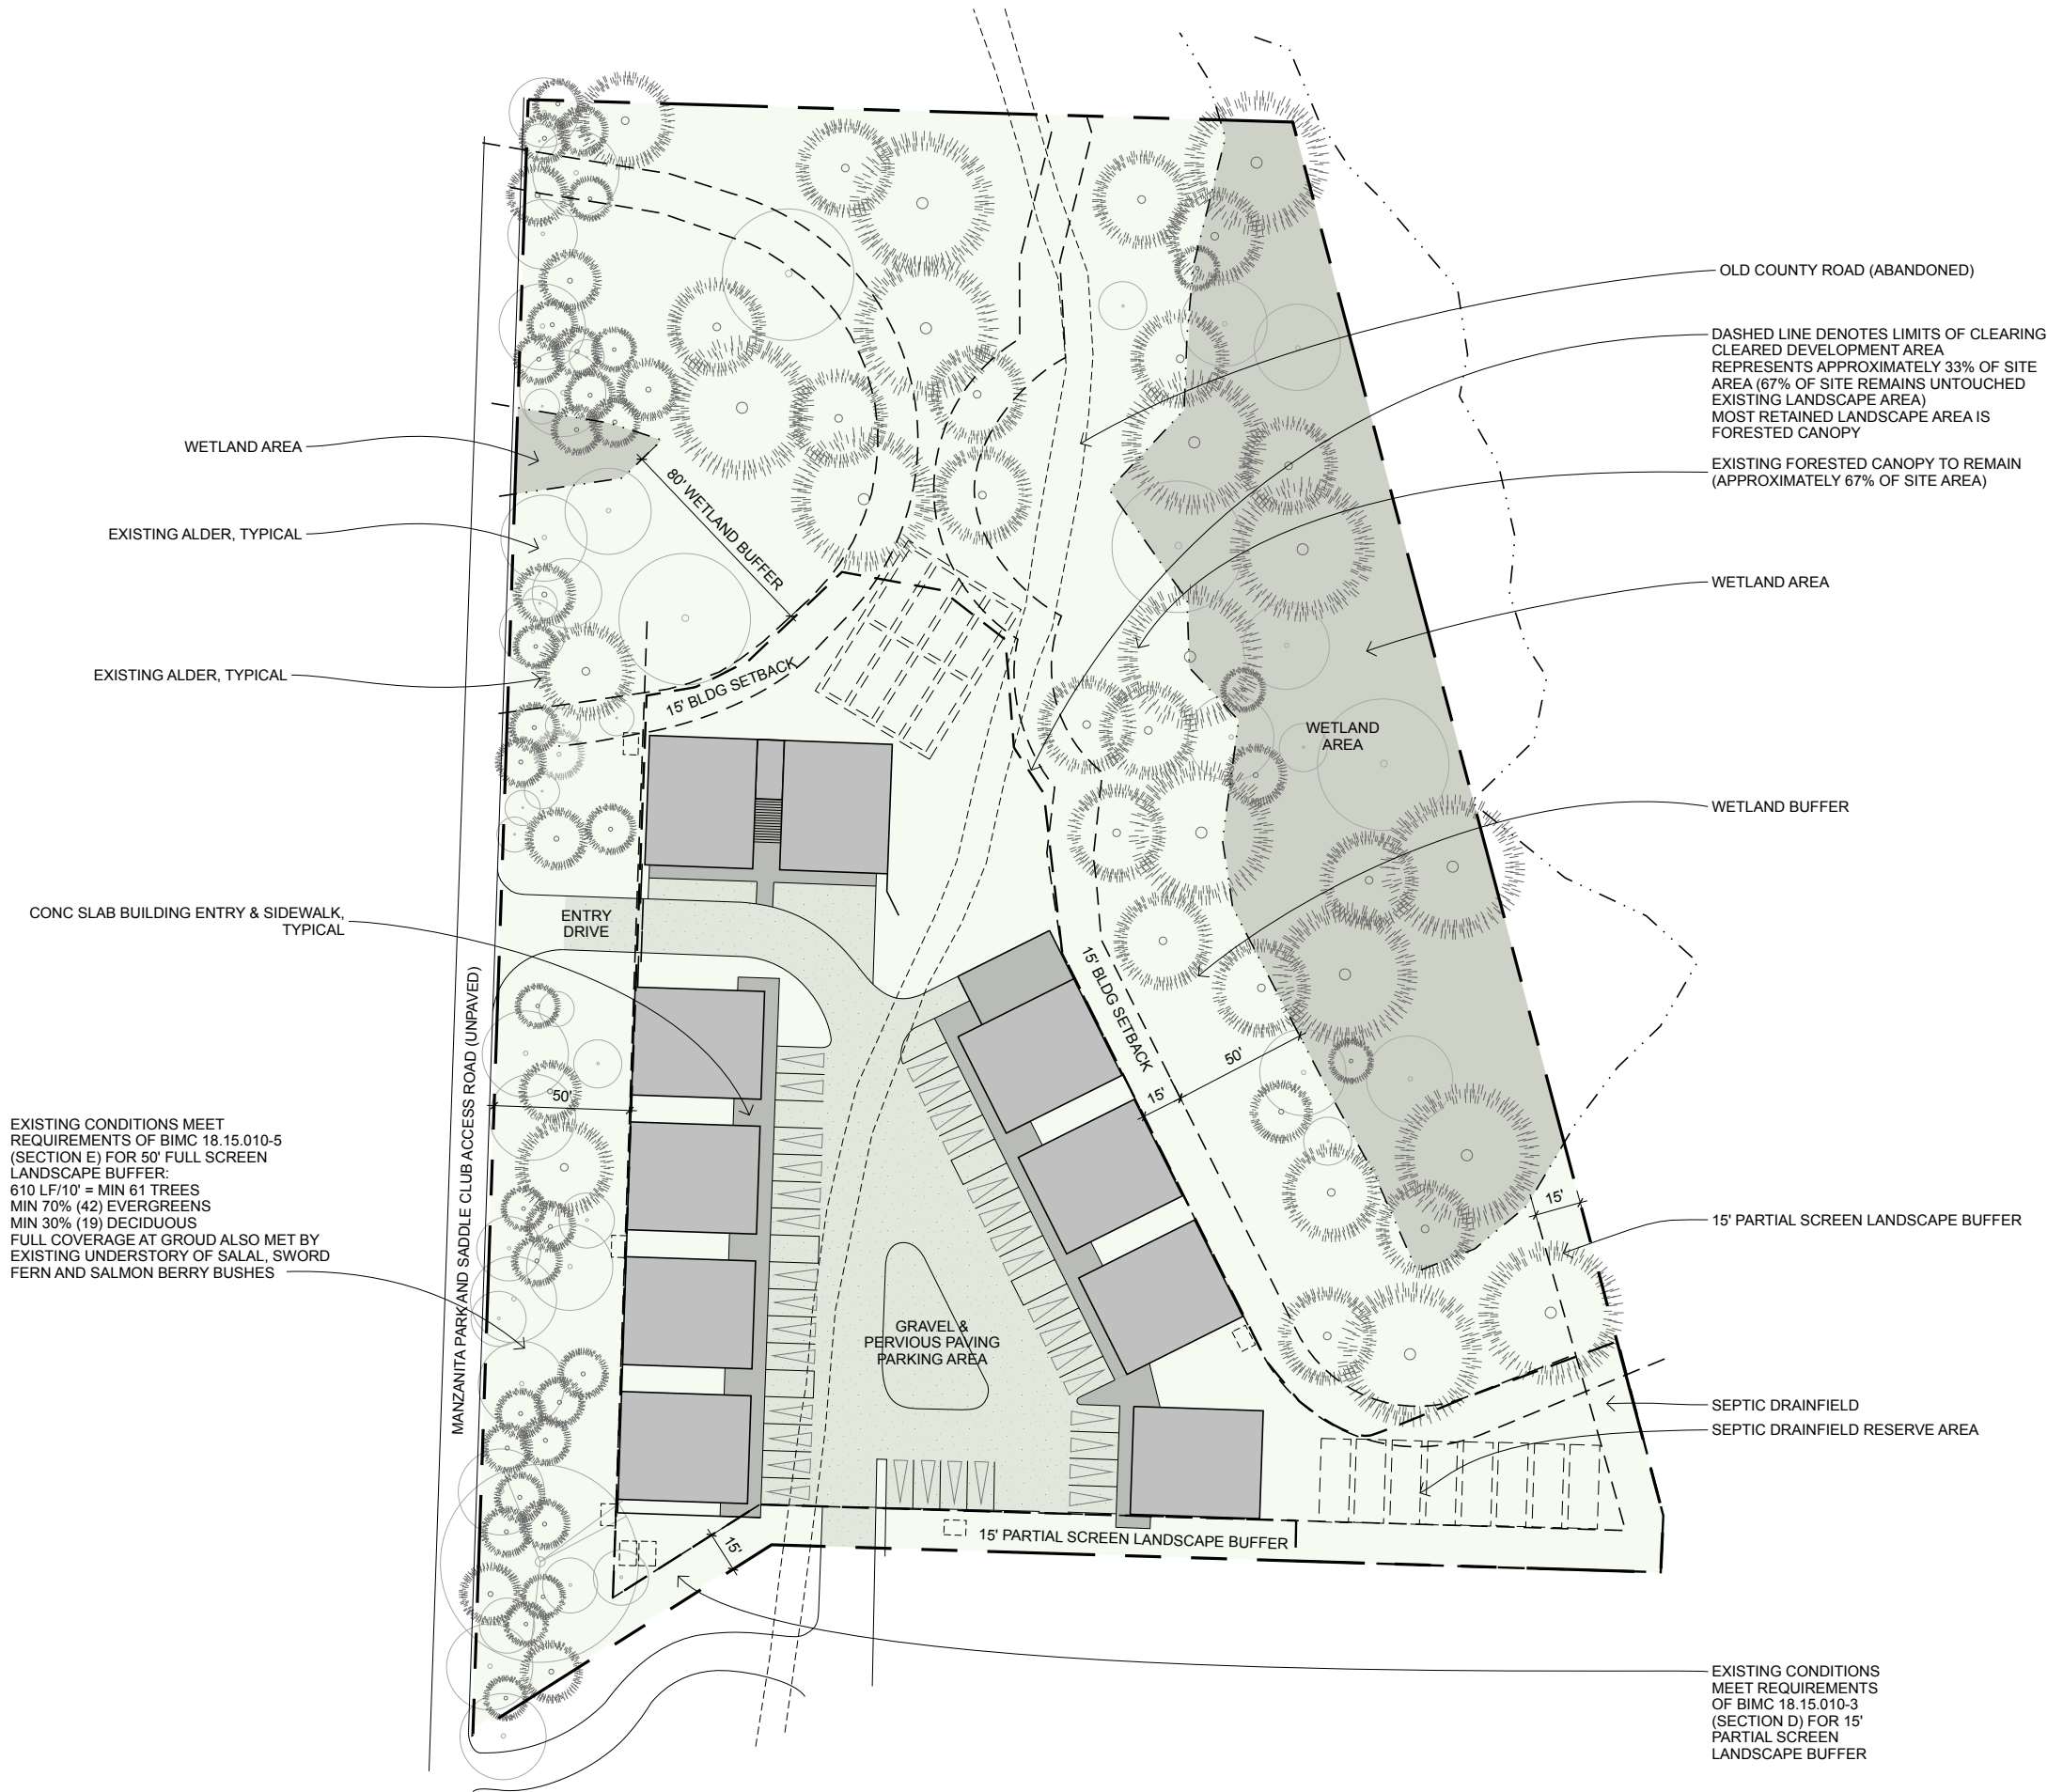 OLD COUNTY ROAD (ABANDONED)
DASHED LINE DENOTES LIMITS OF CLEARING
CLEARED DEVELOPMENT AREA
REPRESENTS APPROXIMATELY 33% OF SITE
AREA (67% OF SITE REMAINS UNTOUCHED
EXISTING LANDSCAPE AREA)
MOST RETAINED LANDSCAPE AREA IS
FORESTED CANOPY
EXISTING FORESTED CANOPY TO REMAIN
(APPROXIMATELY 67% OF SITE AREA)
WETLAND AREA
WETLAND AREA
80' WETLAND BUFFER
EXISTING ALDER, TYPICAL
EXISTING ALDER, TYPICAL
15' BLDG SETBACK
WETLAND
AREA
WETLAND BUFFER
CONC SLAB BUILDING ENTRY & SIDEWALK,
TYPICAL
ENTRY
DRIVE
MANZANITA PARK AND SADDLE CLUB ACCESS ROAD (UNPAVED)
15' BLDG SETBACK
50'
15'
50'
EXISTING CONDITIONS MEET
REQUIREMENTS OF BIMC 18.15.010-5
(SECTION E) FOR 50' FULL SCREEN
LANDSCAPE BUFFER:
610 LF/10' = MIN 61 TREES
MIN 70% (42) EVERGREENS
MIN 30% (19) DECIDUOUS
FULL COVERAGE AT GROUD ALSO MET BY
EXISTING UNDERSTORY OF SALAL, SWORD
FERN AND SALMON BERRY BUSHES
15'
15' PARTIAL SCREEN LANDSCAPE BUFFER
GRAVEL &
PERVIOUS PAVING
PARKING AREA
SEPTIC DRAINFIELD
SEPTIC DRAINFIELD RESERVE AREA
15' PARTIAL SCREEN LANDSCAPE BUFFER
15'
EXISTING CONDITIONS
MEET REQUIREMENTS
OF BIMC 18.15.010-3
(SECTION D) FOR 15'
PARTIAL SCREEN
LANDSCAPE BUFFER